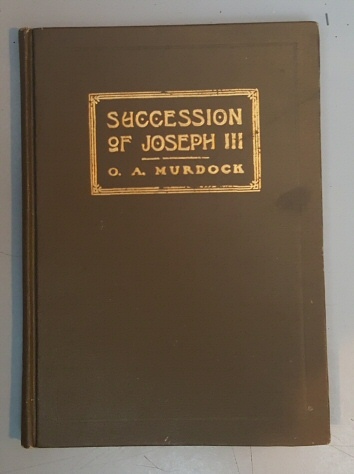 SUCCESSION
OF JOSEPH III
O. A. MURDOCK